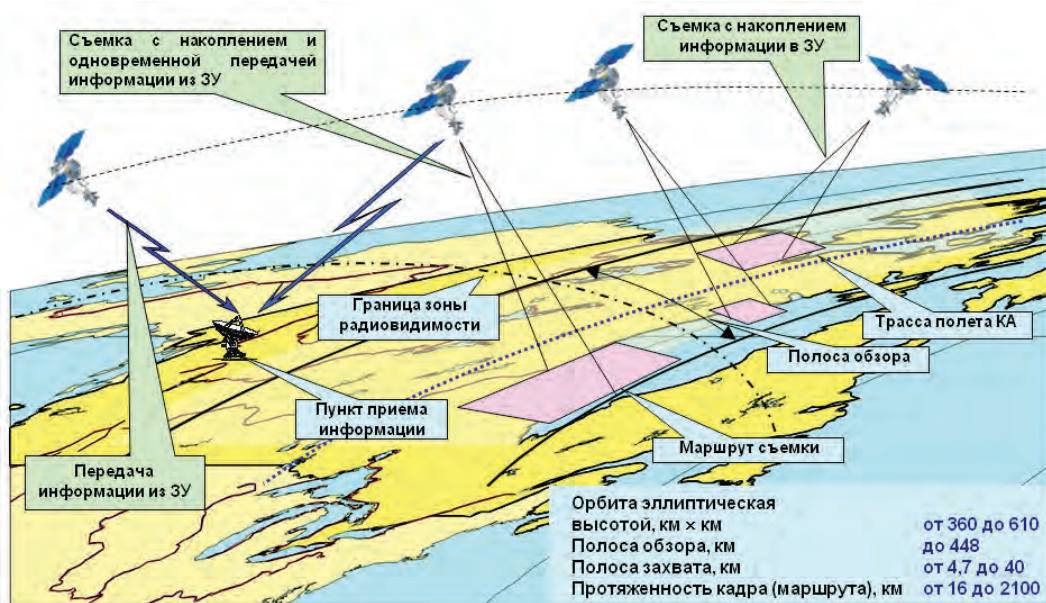 Съемка с накоплением и
одновременной передачей
информации из ЗУ
Съемка с накоплением
информации в ЗУ
Граница зоны
радиовидимости
Трасса полета КА
Полоса обзора
Пункт приема
информации
Маршрут съемки
Передача
информации из ЗУ
Орбита эллиптическая
высотой, км × км от 360 до 610
Полоса обзора, км до 448
Полоса захвата, км от 4,7 до 40
Протяженность кадра (маршрута), км от 16 до 2100